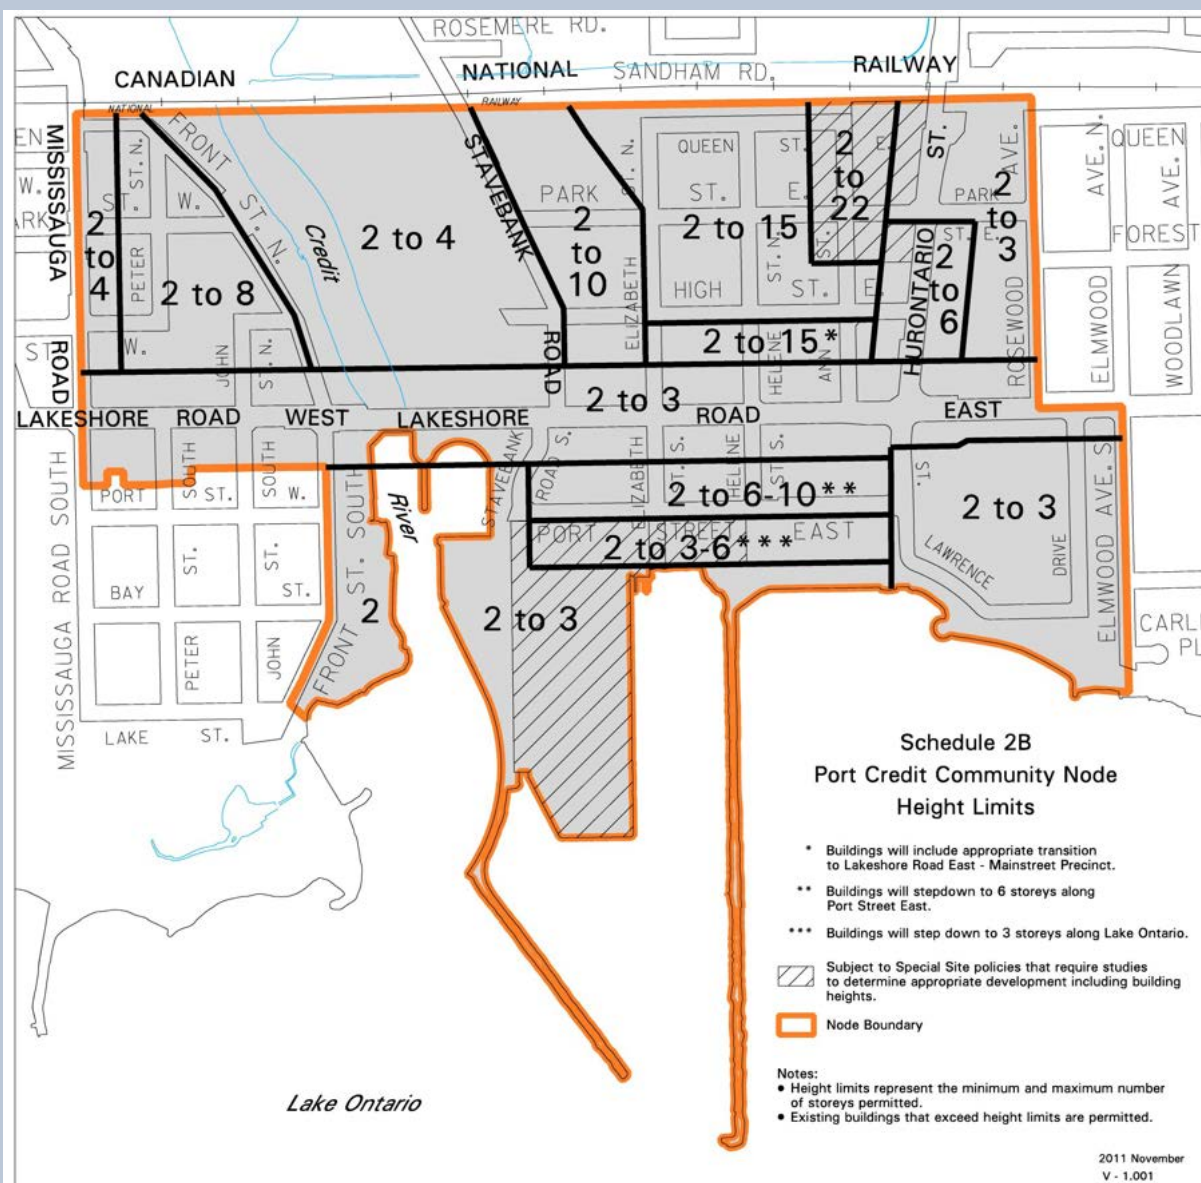 ROSEMERE RD.
CANADIAN
NATIONAL
SANDHAM RD.
RAILWAY
NATIONAL
RAILWAY
MISSISSAUGA
ROAD
FRONT
ST. N.
STAVEBANK
ROAD
ST. N.
QUEEN
ST.
E.
ST.
AVE.
AVE. N.
QUEEN
W.
ST.
W.
ST. N.
PARK
ST.
E.
2
to
22
PARK
2
to
3
FOREST
AVE.
2
to
4
PETER
2 to 8
Credit
2 to 4
2
to
10
ELIZABETH
2 to 15
ST. N.
ST.
HURONTARIO
ST. E.
2
to
6
HIGH
ST.
E.
ROSEWOOD
ELMWOOD
WOODLAWN
ST.
W.
JOHN
ST. N.
2 to 15*
HELENE
ANN
2 to 3
LAKESHORE
ROAD
WEST
LAKESHORE
ROAD
EAST
MISSISSAUGA ROAD SOUTH
SOUTH
SOUTH
PORT
ST.
W.
ST. SOUTH
FRONT
River
STAVEBANK
ROAD S.
ELIZABETH
ST. S.
HELENE
ST. S.
2 to 6-10**
ST.
2 to 3
PORT
STREET
EAST
2 to 3-6***
LAWRENCE
DRIVE
ELMWOOD AVE. S.
BAY
ST.
ST.
ST.
2
2 to 3
PETER
JOHN
LAKE
ST.
Schedule 2B
Port Credit Community Node
Height Limits
* Buildings will include appropriate transition
to Lakeshore Road East - Mainstreet Precinct.
** Buildings will stepdown to 6 storeys along
Port Street East.
*** Buildings will step down to 3 storeys along Lake Ontario.
Subject to Special Site policies that require studies
to determine appropriate development including building
heights.
Node Boundary
Notes:
• Height limits represent the minimum and maximum number
of storeys permitted.
• Existing buildings that exceed height limits are permitted.
Lake Ontario
2011 November
V - 1.001